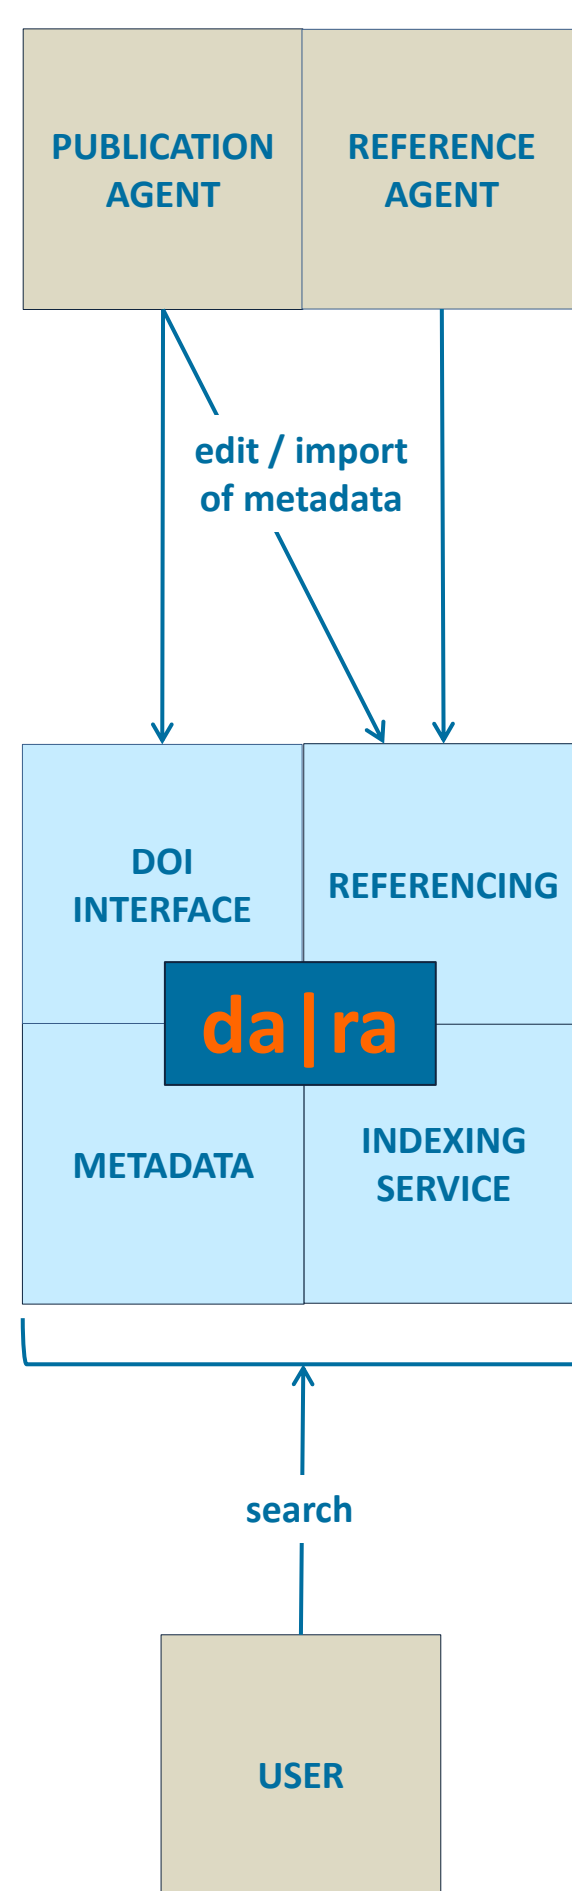 PUBLICATION
AGENT
REFERENCE
AGENT
edit / import
of metadata
DOI
INTERFACE
REFERENCING
da|ra
METADATA
INDEXING
SERVICE
search
USER